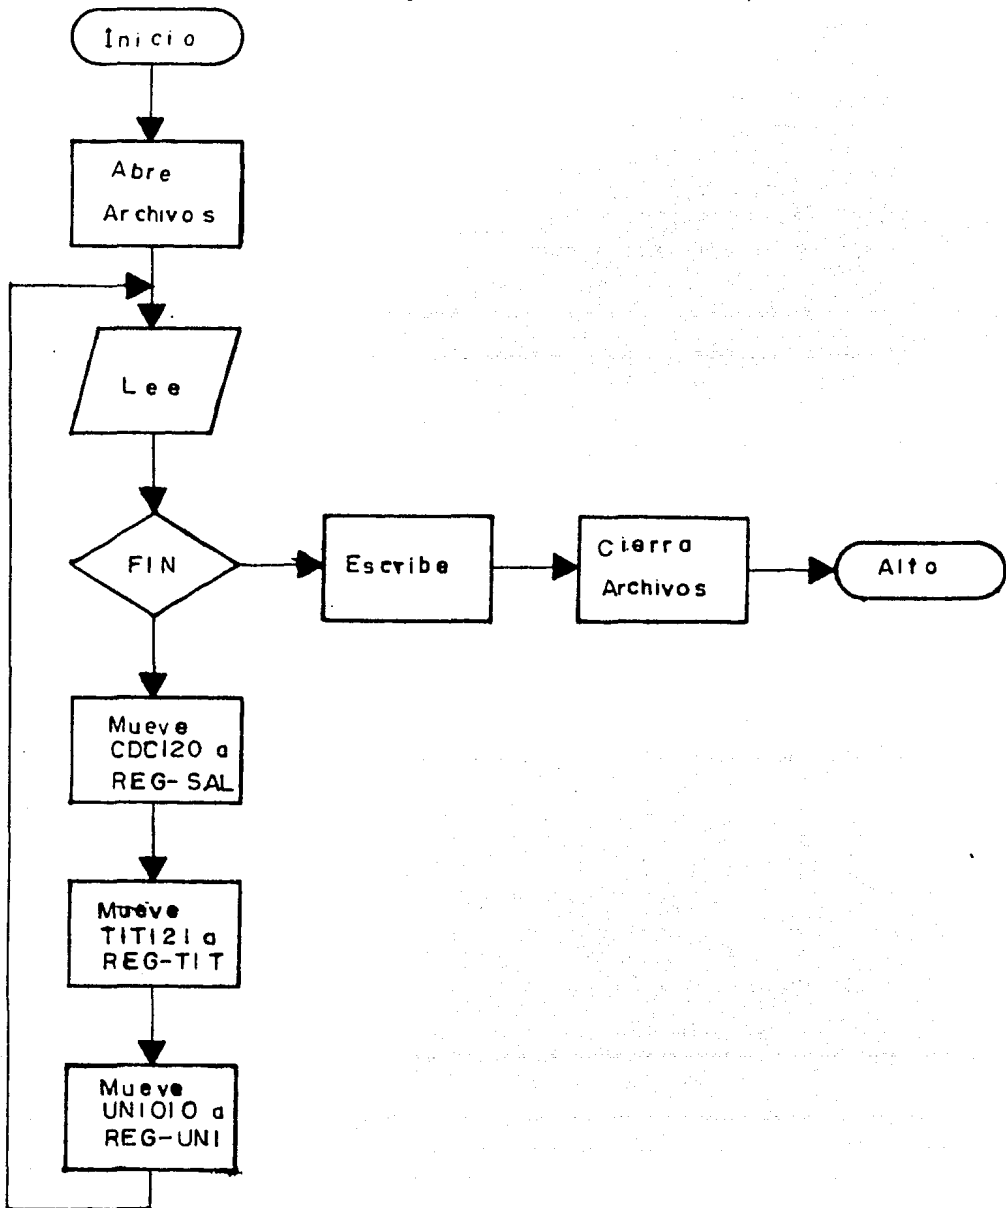 Inicio
Abre
Archivos
Lee
FIN
Escribe
Cierra
Archivos
Alto
Mueve
CDC120 a
REG-SAL
Mueve
TIT121 a
REG-TIT
Mueve
UNI010 a
REG-UNI